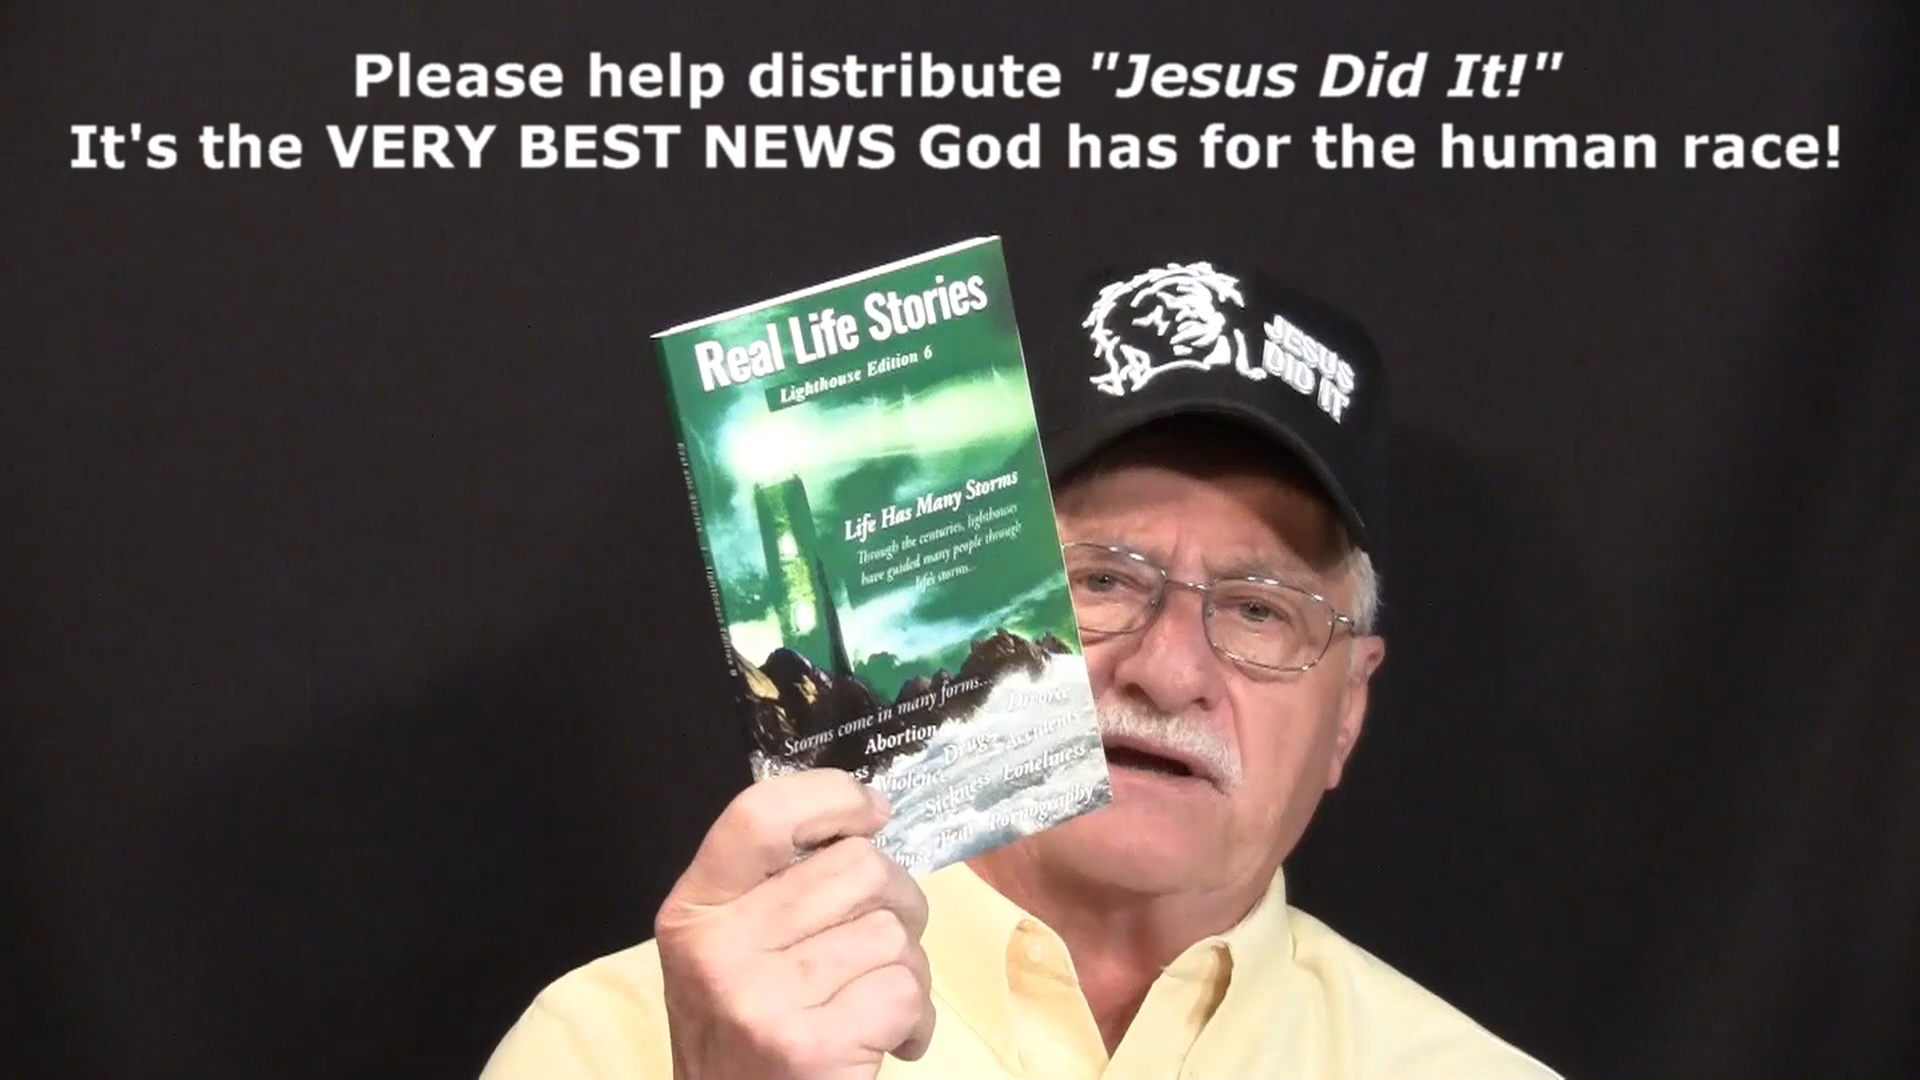 Please help distribute "Jesus Did It!"
It's the VERY BEST NEWS God has for the human race!
Real Life Stories
Lighthouse Edition 6
Life Has Many Storms
Through the centuries, lighthouses
have guided many people through
life's storms...
Storms come in many forms...
Divorce
Abortion
Drugs Accidents
Violence
Sickness Loneliness
Fear Pornography
JESUS
DID IT